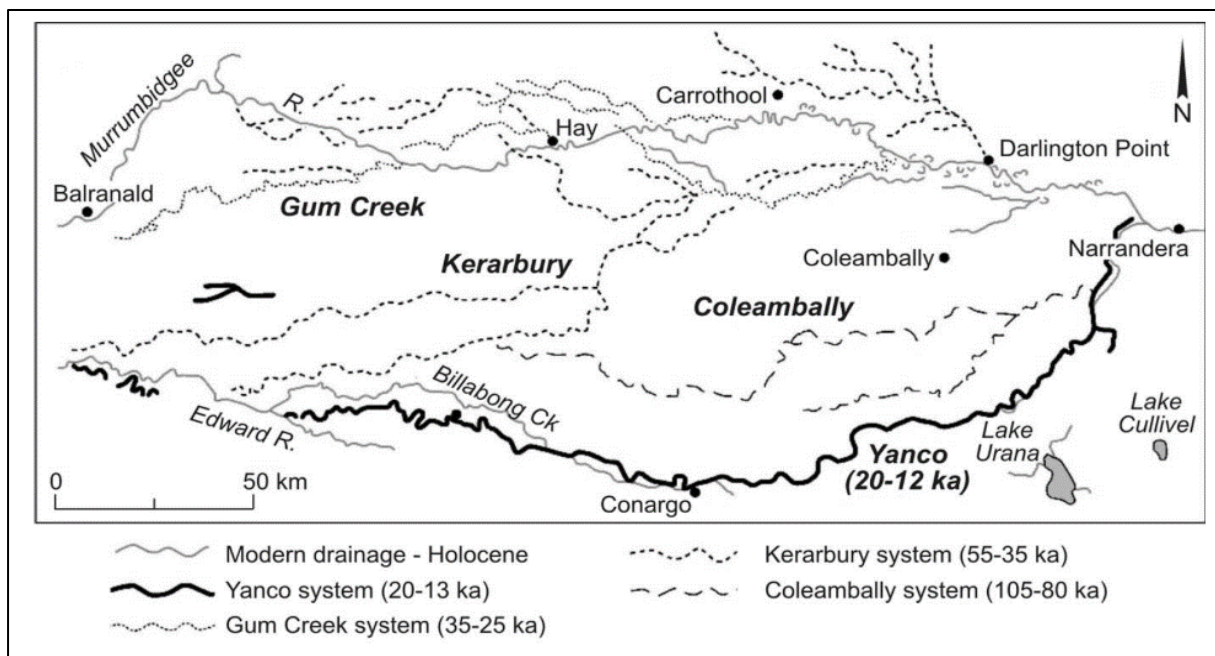 Murrumbidgee
R.
Carrothool
N
Hay
Darlington Point
Balranald
Gum Creek
Narrandera
Kerarbury
Coleambally
Coleambally
Billabong Ck
Edward R.
Lake
Cullivel
Lake
Urana
Yanco
(20-12 ka)
0 50 km
Conargo
Modern drainage - Holocene
Yanco system (20-13 ka)
Gum Creek system (35-25 ka)
Kerarbury system (55-35 ka)
Coleambally system (105-80 ka)